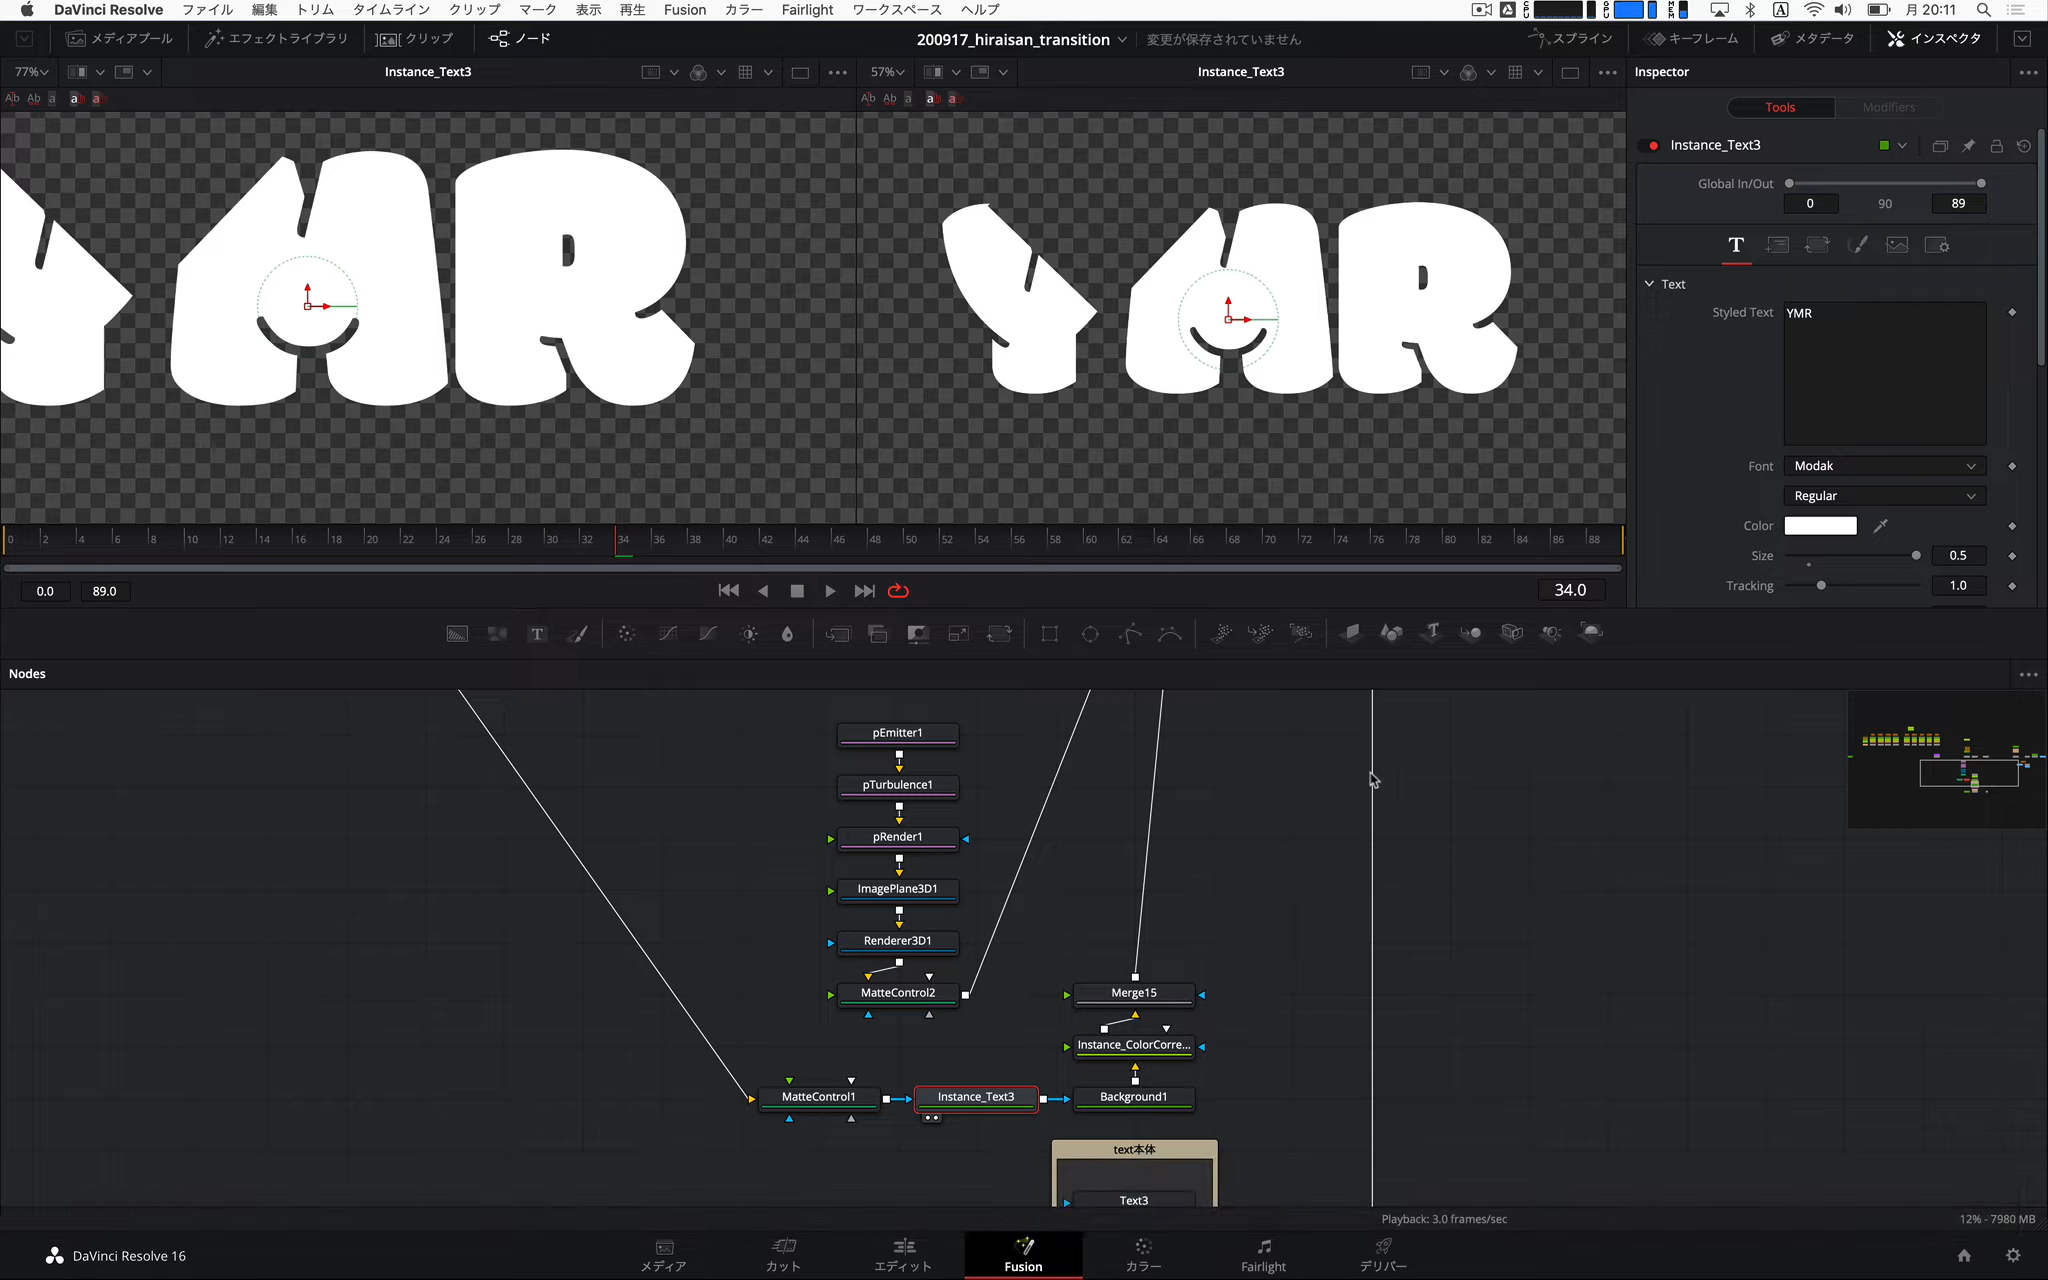 DaVinci Resolve ファイル 編集 トリム タイムライン クリップ マーク 表示 再生 Fusion カラー Fairlight ワークスペース ヘルプ
CPU GPU MEM A 月 20:11
メディアプール エフェクトライブラリ クリップ ノード 200917_hiraisan_transition 変更が保存されていません スプライン キーフレーム メタデータ インスペクタ
77% Instance_Text3 57% Instance_Text3 Inspector
Ab Ab a a a Ab Ab a a a
Tools Modifiers
Instance_Text3
Global In/Out
0 90 89
T
Text
Styled Text YMR
YMR YMR
Font Modak
Regular
Color
Size 0.5
Tracking 1.0
0 2 4 6 8 10 12 14 16 18 20 22 24 26 28 30 32 34 36 38 40 42 44 46 48 50 52 54 56 58 60 62 64 66 68 70 72 74 76 78 80 82 84 86 88
0.0 89.0 34.0
T T
Nodes
pEmitter1
pTurbulence1
pRender1
ImagePlane3D1
Renderer3D1
MatteControl2 Merge15
Instance_ColorCorre...
MatteControl1 Instance_Text3 Background1
text本体
Text3
Playback: 3.0 frames/sec 12% - 7980 MB
DaVinci Resolve 16 メディア カット エディット Fusion カラー Fairlight デリバー